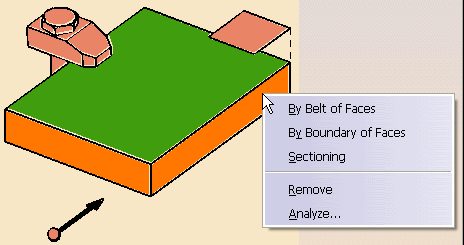 By Belt of Faces
By Boundary of Faces
Sectioning
Remove
Analyze...